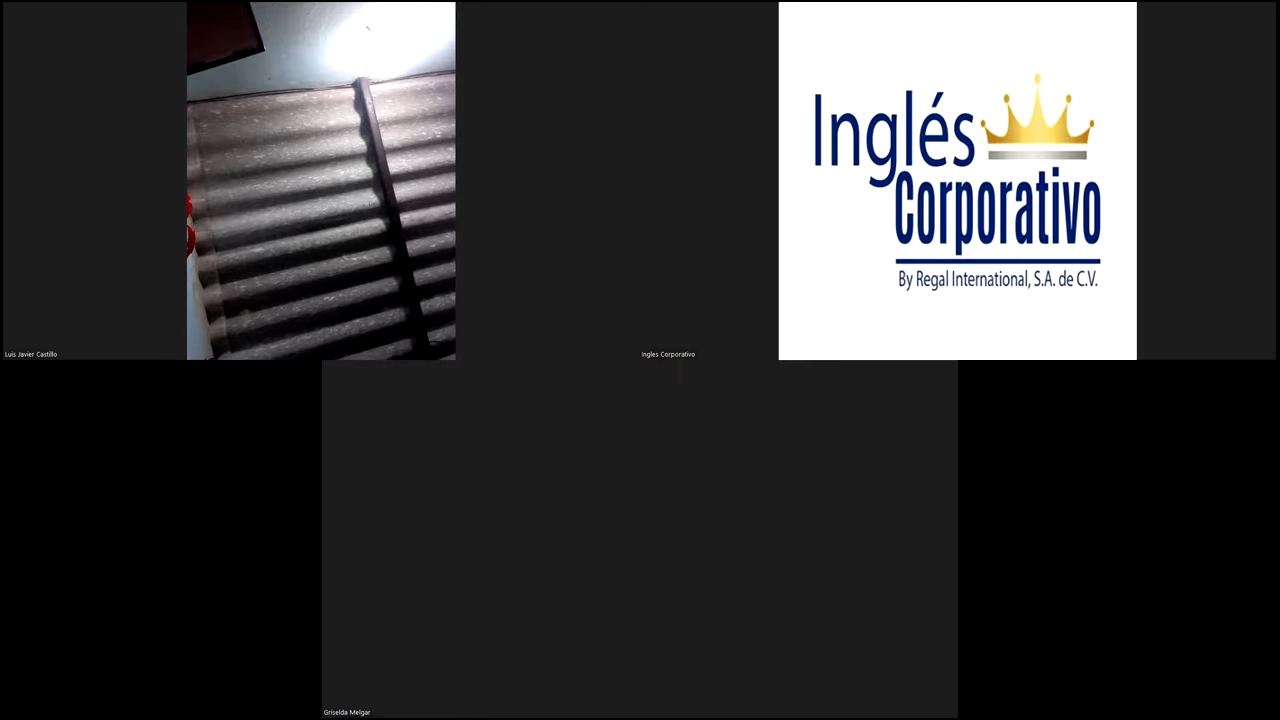 Inglés
Corporativo
By Regal International, S.A. de C.V.
Luis Javier Castillo
Ingles Corporativo
Griselda Melgar